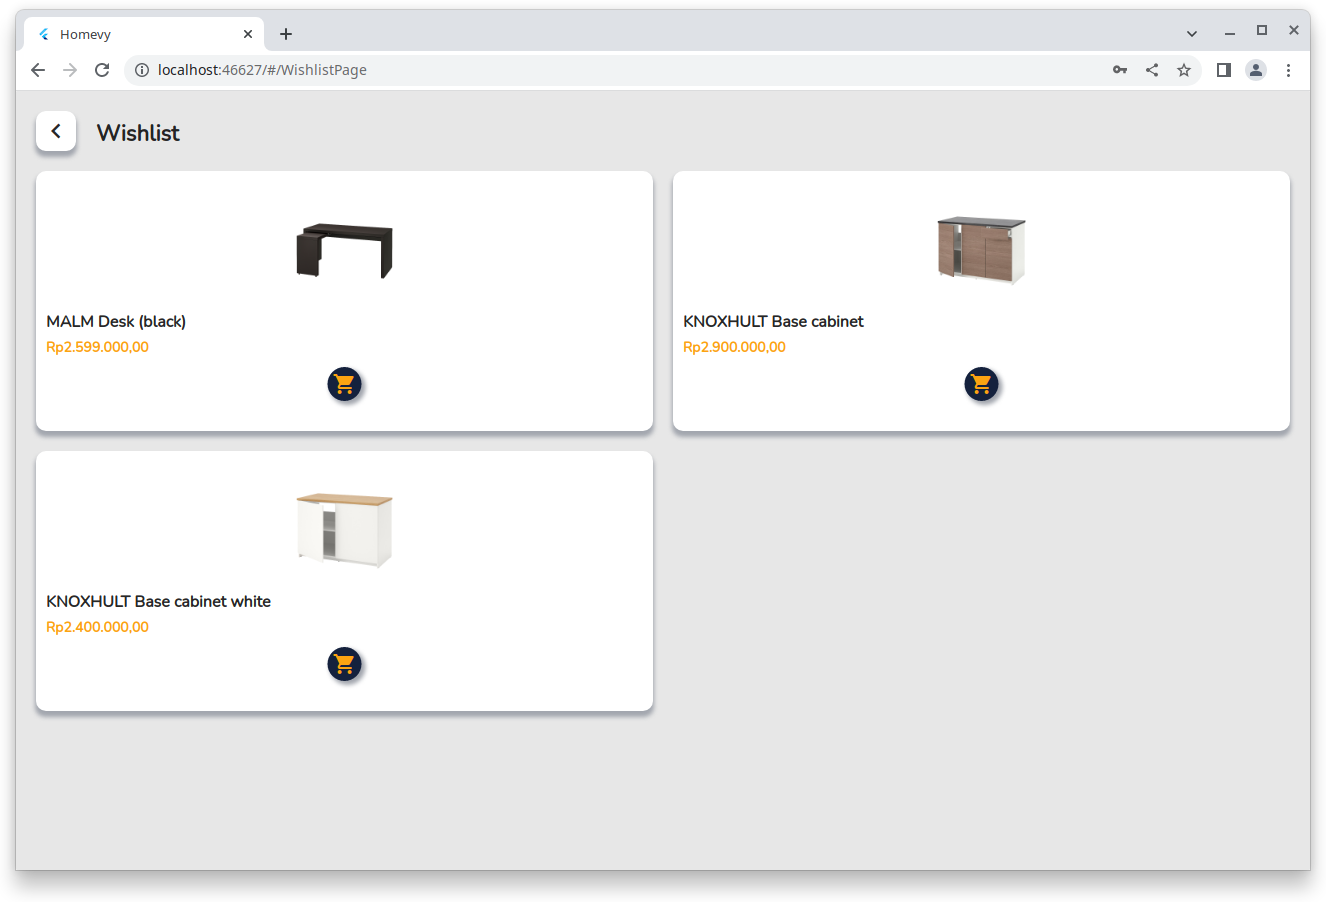 Homevy
localhost:46627/#/WishlistPage
Wishlist
MALM Desk (black)
Rp2.599.000,00
KNOXHULT Base cabinet
Rp2.900.000,00
KNOXHULT Base cabinet white
Rp2.400.000,00